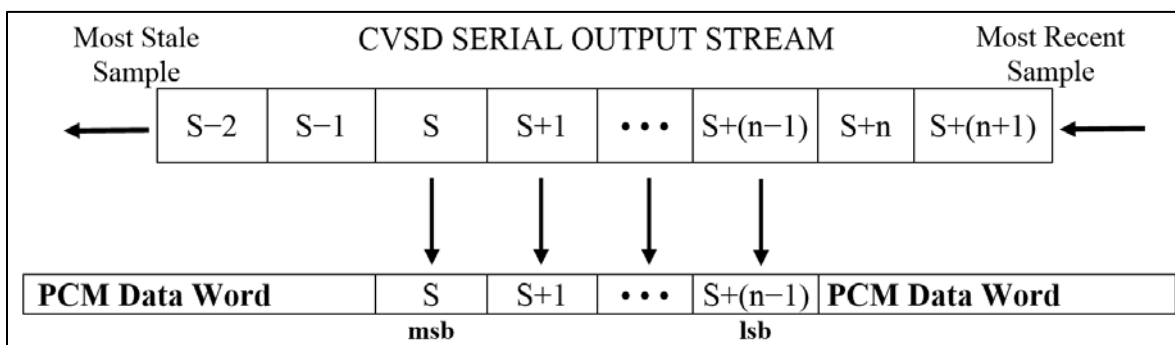 Most Stale Sample
CVSD SERIAL OUTPUT STREAM
Most Recent Sample
S−2 S−1 S S+1 ••• S+(n−1) S+n S+(n+1)
PCM Data Word S S+1 ••• S+(n−1) PCM Data Word
msb lsb